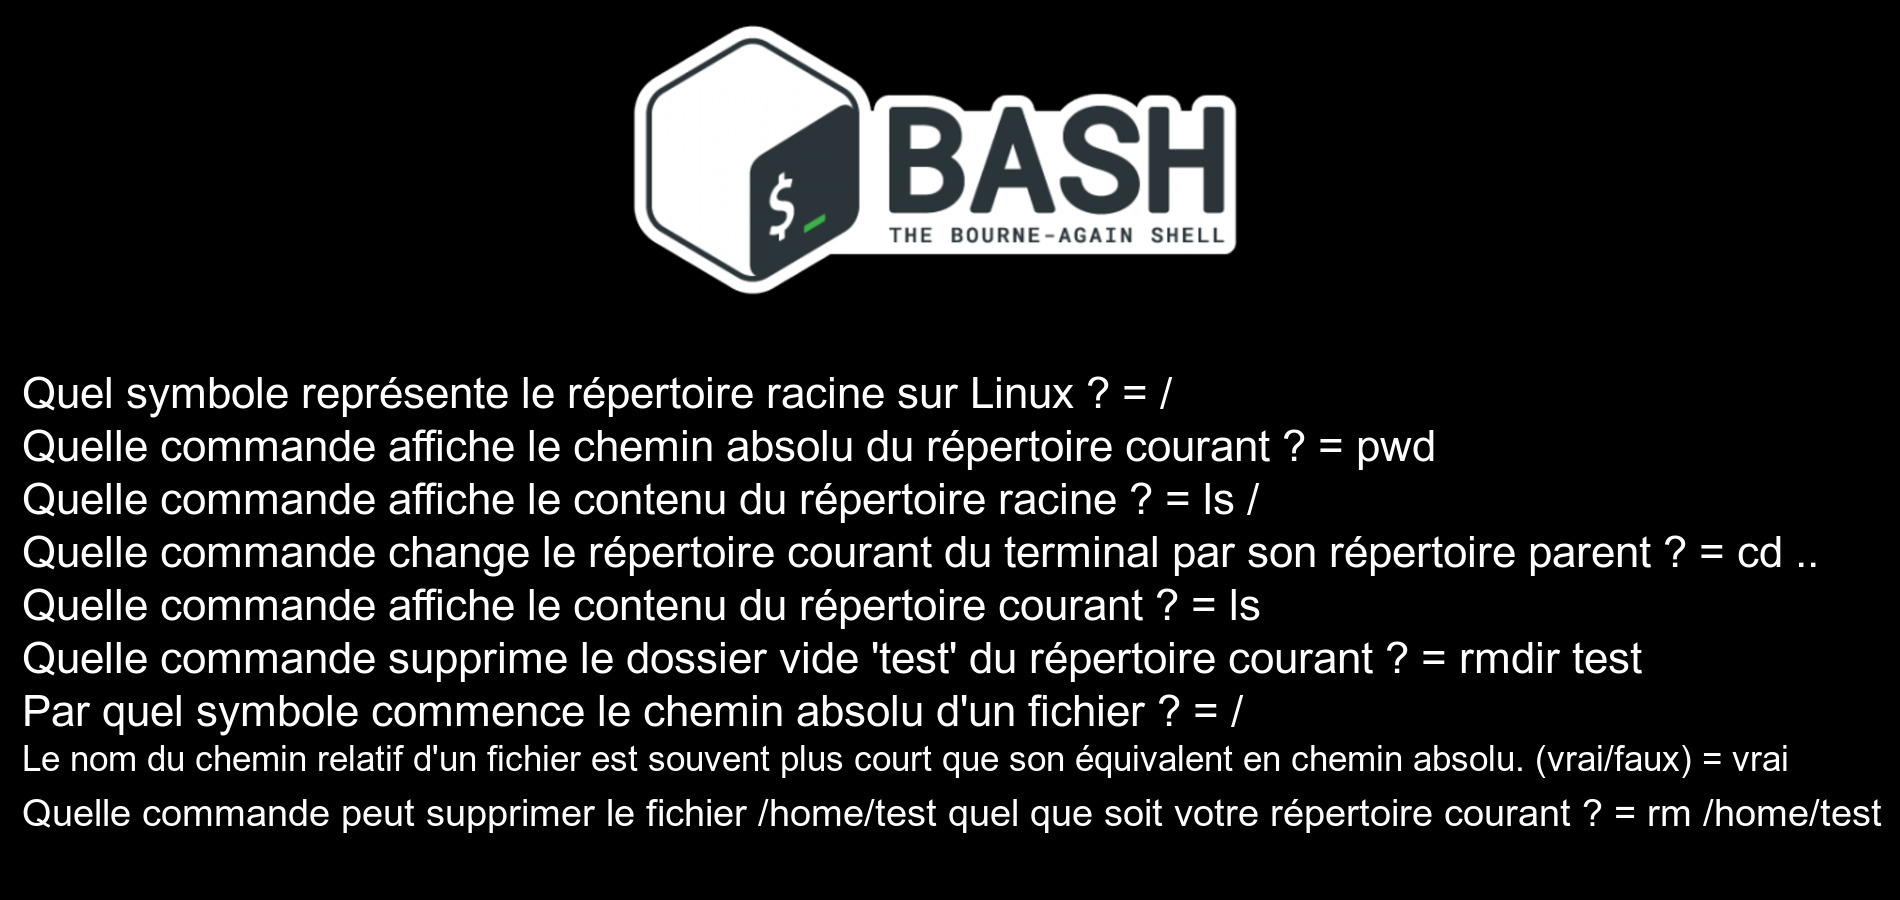 $_
BASH
THE BOURNE-AGAIN SHELL
Quel symbole représente le répertoire racine sur Linux ? = /
Quelle commande affiche le chemin absolu du répertoire courant ? = pwd
Quelle commande affiche le contenu du répertoire racine ? = ls /
Quelle commande change le répertoire courant du terminal par son répertoire parent ? = cd ..
Quelle commande affiche le contenu du répertoire courant ? = ls
Quelle commande supprime le dossier vide 'test' du répertoire courant ? = rmdir test
Par quel symbole commence le chemin absolu d'un fichier ? = /
Le nom du chemin relatif d'un fichier est souvent plus court que son équivalent en chemin absolu. (vrai/faux) = vrai
Quelle commande peut supprimer le fichier /home/test quel que soit votre répertoire courant ? = rm /home/test